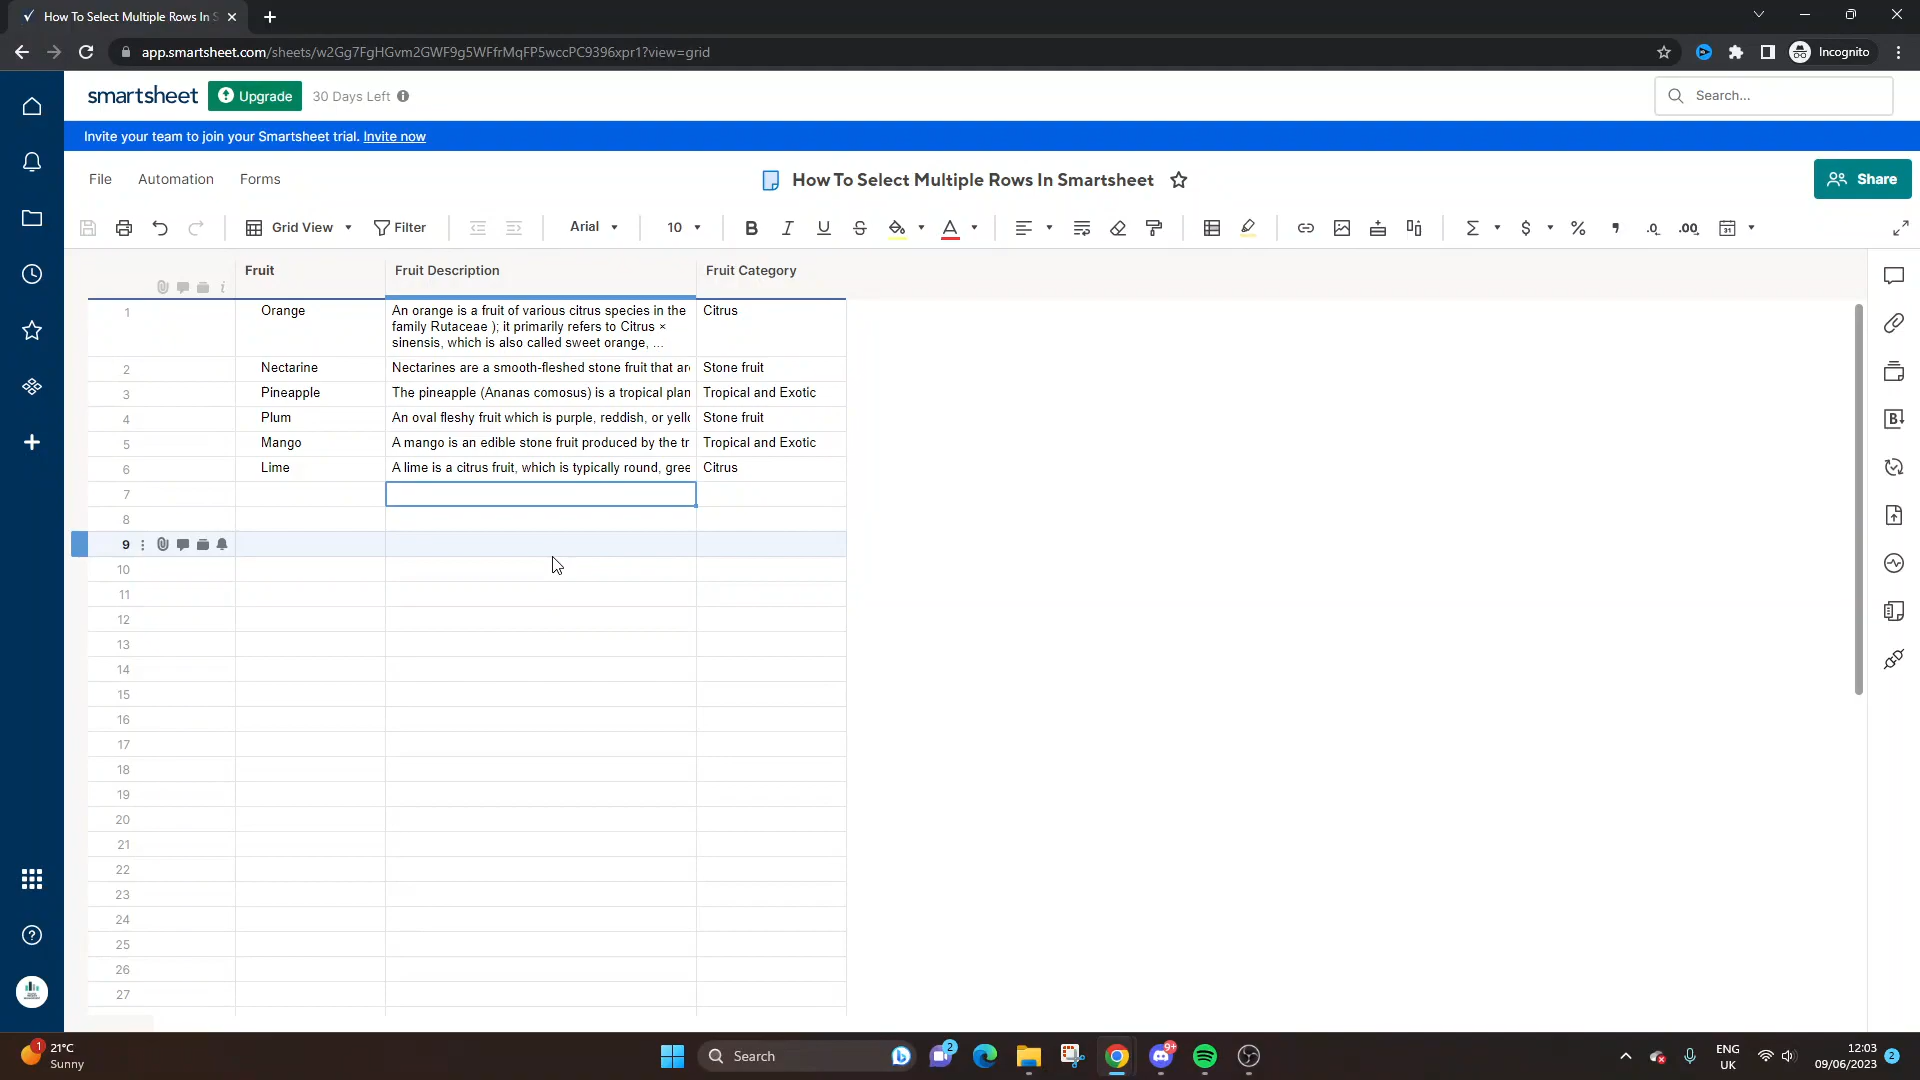 How To Select Multiple Rows In S
app.smartsheet.com/sheets/w2Gg7FgHGvm2GWF9g5WFfrMqFP5wccPC9396xpr1?view=grid
Incognito
smartsheet
Upgrade
30 Days Left
Search...
Invite your team to join your Smartsheet trial. Invite now
File Automation Forms
How To Select Multiple Rows In Smartsheet
Share
Grid View Filter Arial 10 B I U S A Σ $ % , .0 .00 31
Fruit Fruit Description Fruit Category
1 Orange An orange is a fruit of various citrus species in the Citrus
family Rutaceae ); it primarily refers to Citrus ×
sinensis, which is also called sweet orange, ...
2 Nectarine Nectarines are a smooth-fleshed stone fruit that are Stone fruit
3 Pineapple The pineapple (Ananas comosus) is a tropical plan Tropical and Exotic
4 Plum An oval fleshy fruit which is purple, reddish, or yello Stone fruit
5 Mango A mango is an edible stone fruit produced by the tr Tropical and Exotic
6 Lime A lime is a citrus fruit, which is typically round, gree Citrus
7
8
9
10
11
12
13
14
15
16
17
18
19
20
21
22
23
24
25
26
27
1 21°C
Sunny
Search
2
9+
ENG
UK
12:03
09/06/2023
2